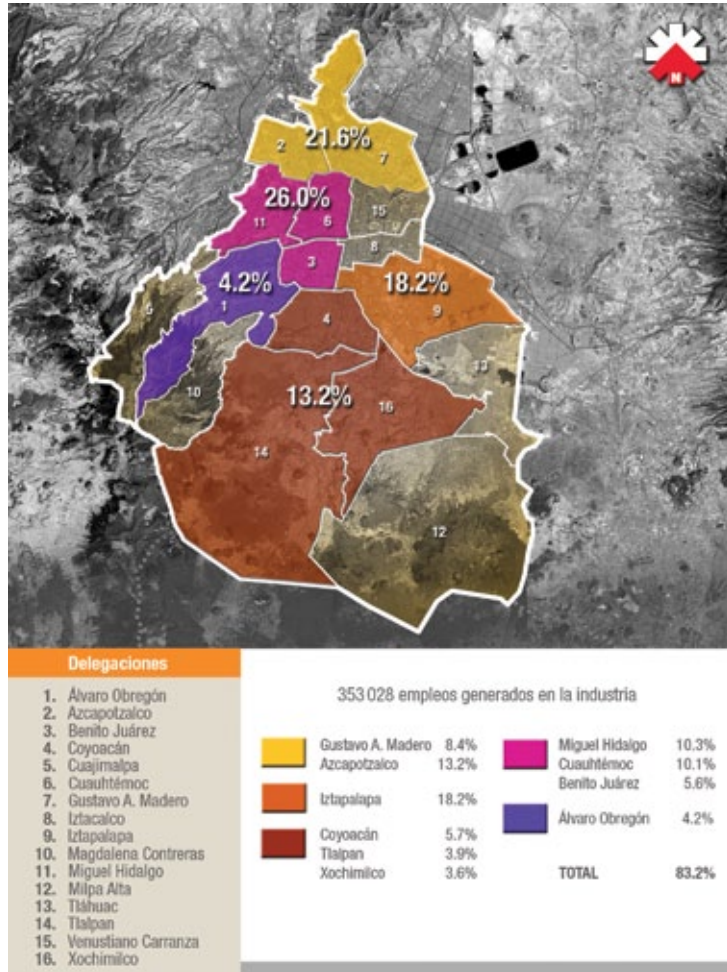 N
21.6%
2
7
26.0%
15
11
6
8
3
4.2%
18.2%
1
9
5
4
13
10
13.2%
16
14
12
Delegaciones
1. Álvaro Obregón
2. Azcapotzalco
3. Benito Juárez
4. Coyoacán
5. Cuajimalpa
6. Cuauhtémoc
7. Gustavo A. Madero
8. Iztacalco
9. Iztapalapa
10. Magdalena Contreras
11. Miguel Hidalgo
12. Milpa Alta
13. Tláhuac
14. Tlalpan
15. Venustiano Carranza
16. Xochimilco
353 028 empleos generados en la industria
Gustavo A. Madero 8.4%
Azcapotzalco 13.2%
Iztapalapa 18.2%
Coyoacán 5.7%
Tlalpan 3.9%
Xochimilco 3.6%
Miguel Hidalgo 10.3%
Cuauhtémoc 10.1%
Benito Juárez 5.6%
Álvaro Obregón 4.2%
TOTAL 83.2%